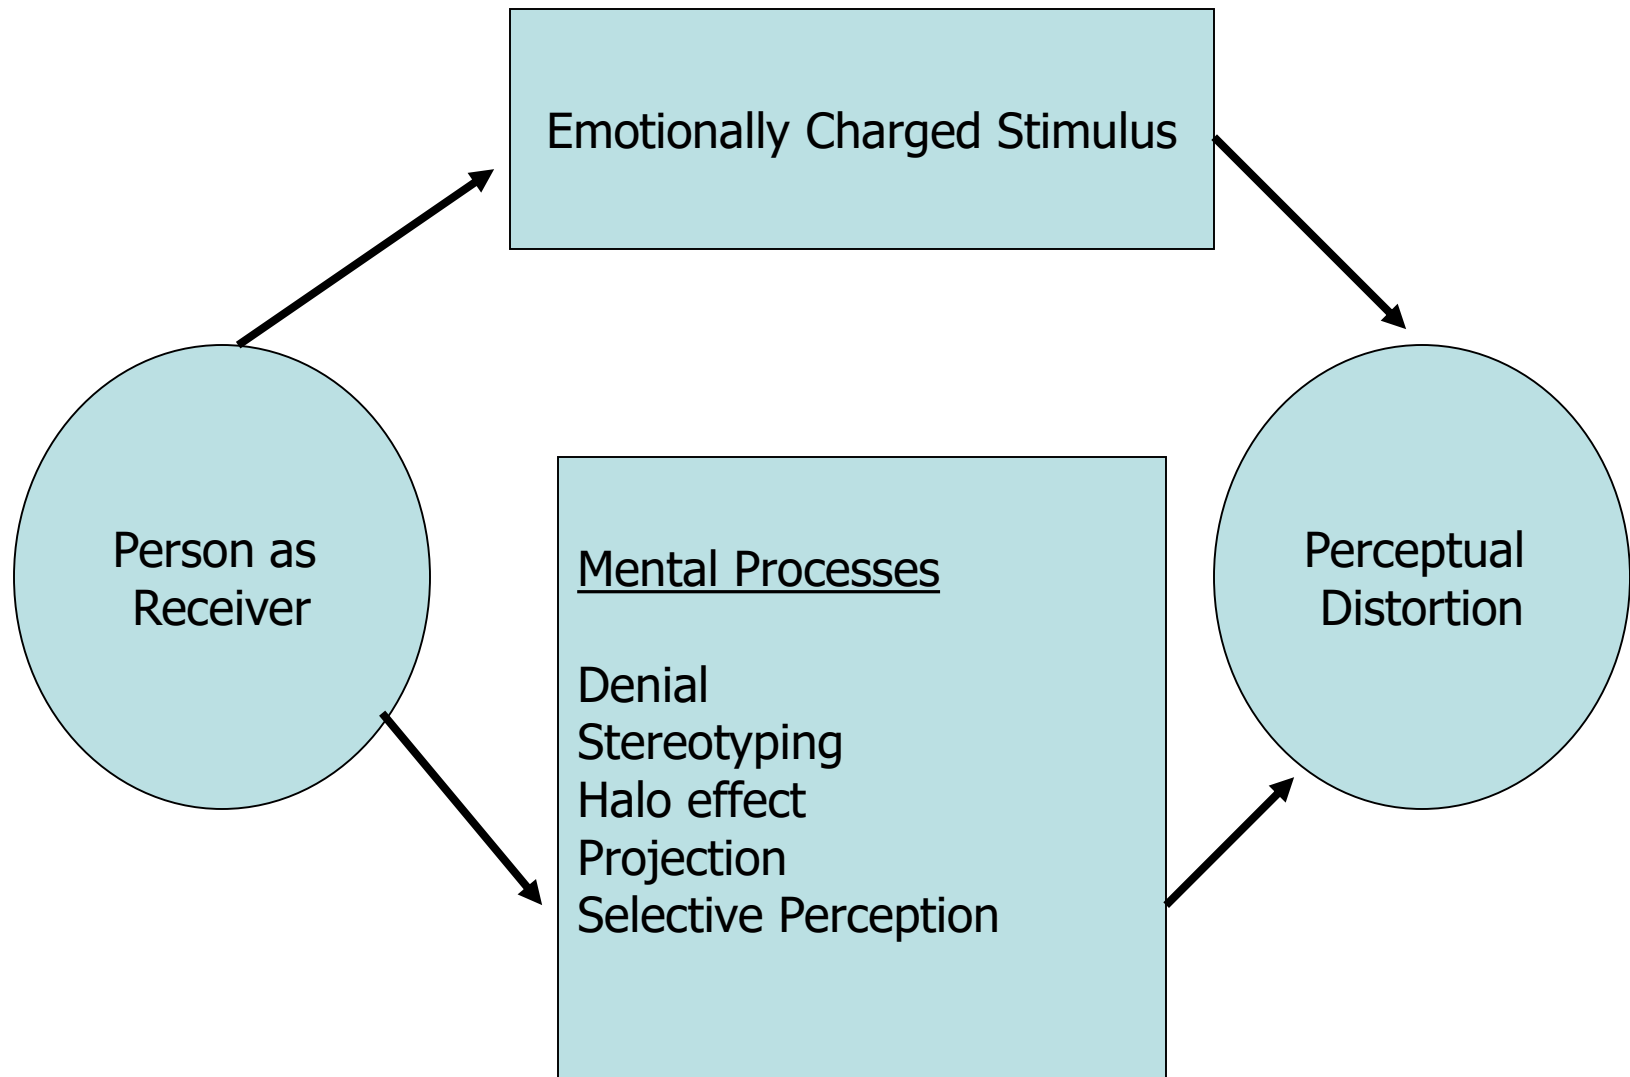 Emotionally Charged Stimulus
Person as
Receiver
Mental Processes
Denial
Stereotyping
Halo effect
Projection
Selective Perception
Perceptual
Distortion